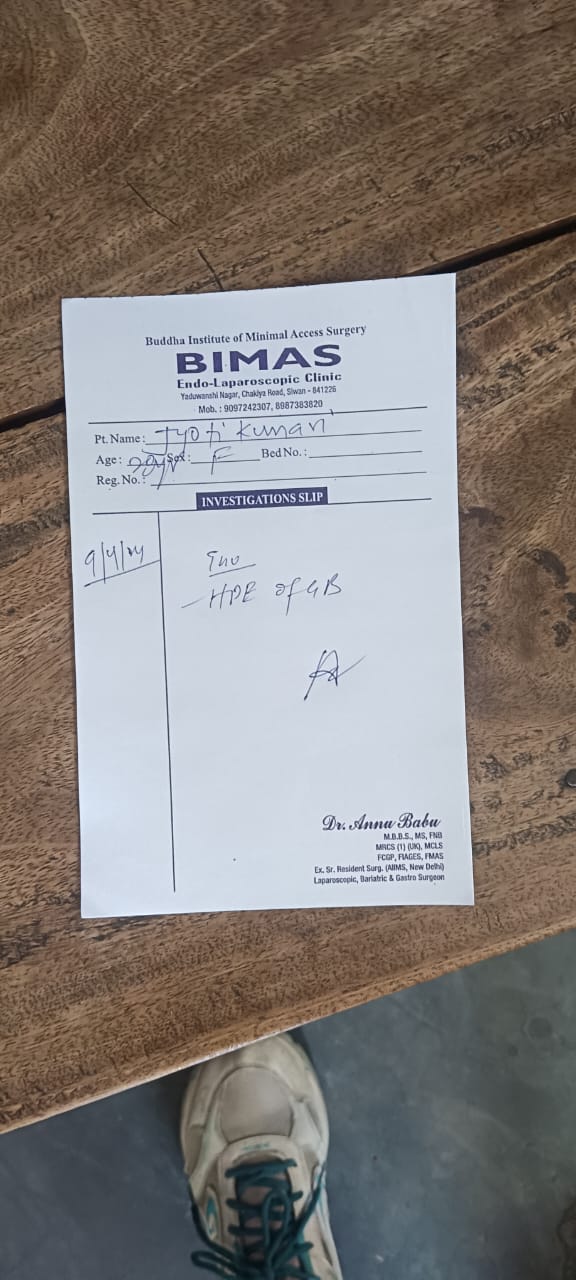 Buddha Institute of Minimal Access Surgery
BIMAS
Endo-Laparoscopic Clinic
Yaduwanshi Nagar, Chakiya Road, Siwan - 841226
Mob. : 9097242307, 8987383820
Pt. Name : Jyoti Kumari
Age : Sex : F Bed No. :
Reg. No. :
INVESTIGATIONS SLIP
9/4/24
Inv
- HPE of GB
Dr. Annu Babu
M.B.B.S., MS, FNB
MRCS (1) (UK), MCLS
FCGP, FIAGES, FMAS
Ex. Sr. Resident Surg. (AIIMS, New Delhi)
Laparoscopic, Bariatric & Gastro Surgeon